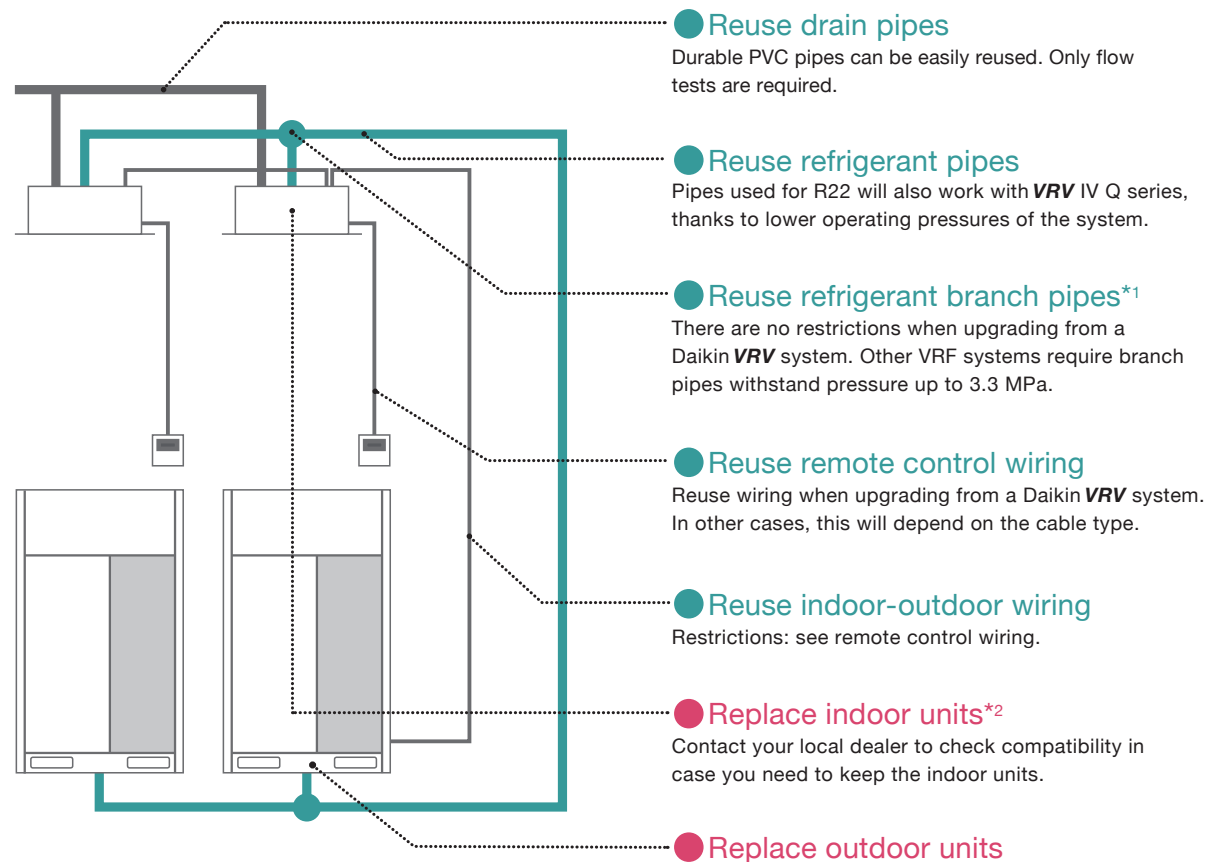 Reuse drain pipes
Durable PVC pipes can be easily reused. Only flow
tests are required.
Reuse refrigerant pipes
Pipes used for R22 will also work with VRV IV Q series,
thanks to lower operating pressures of the system.
Reuse refrigerant branch pipes*1
There are no restrictions when upgrading from a
Daikin VRV system. Other VRF systems require branch
pipes withstand pressure up to 3.3 MPa.
Reuse remote control wiring
Reuse wiring when upgrading from a Daikin VRV system.
In other cases, this will depend on the cable type.
Reuse indoor-outdoor wiring
Restrictions: see remote control wiring.
Replace indoor units*2
Contact your local dealer to check compatibility in
case you need to keep the indoor units.
Replace outdoor units